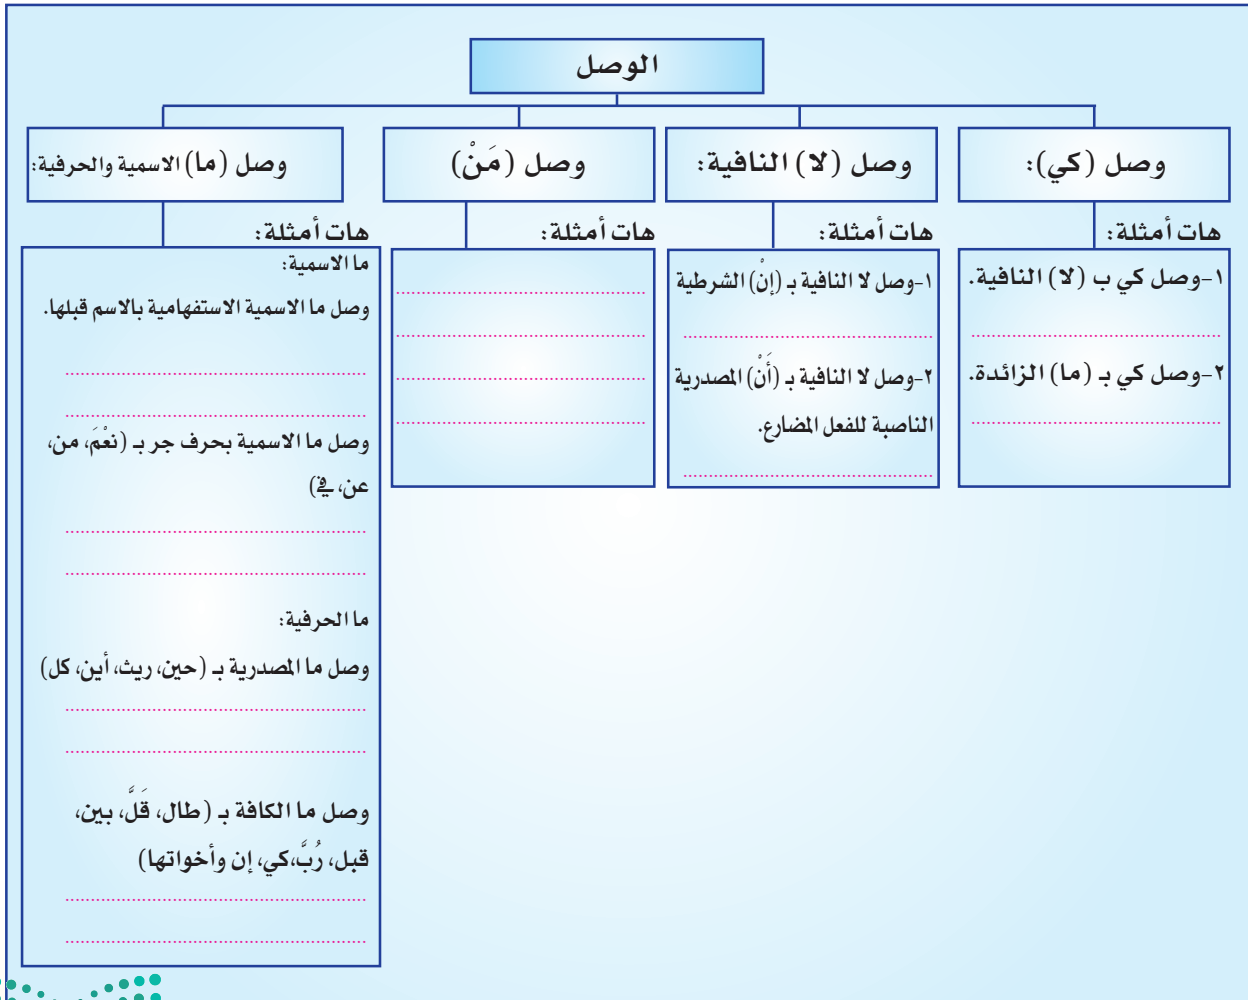 الوصل
وصل (كي):
هات أمثلة:
١-وصل كي ب (لا) النافية.
٢-وصل كي بـ (ما) الزائدة.
وصل (لا) النافية:
هات أمثلة:
١-وصل لا النافية بـ (إنْ) الشرطية
٢-وصل لا النافية بـ (أَنْ) المصدرية
الناصبة للفعل المضارع.
وصل (مَنْ)
هات أمثلة:
وصل (ما) الاسمية والحرفية:
هات أمثلة:
ما الاسمية:
وصل ما الاسمية الاستفهامية بالاسم قبلها.
وصل ما الاسمية بحرف جر بـ (نعْمَ، من،
عن، في)
ما الحرفية:
وصل ما المصدرية بـ (حين، ريث، أين، كل)
وصل ما الكافة بـ (طال، قَلَّ، بين،
قبل، رُبَّ،كي، إن وأخواتها)